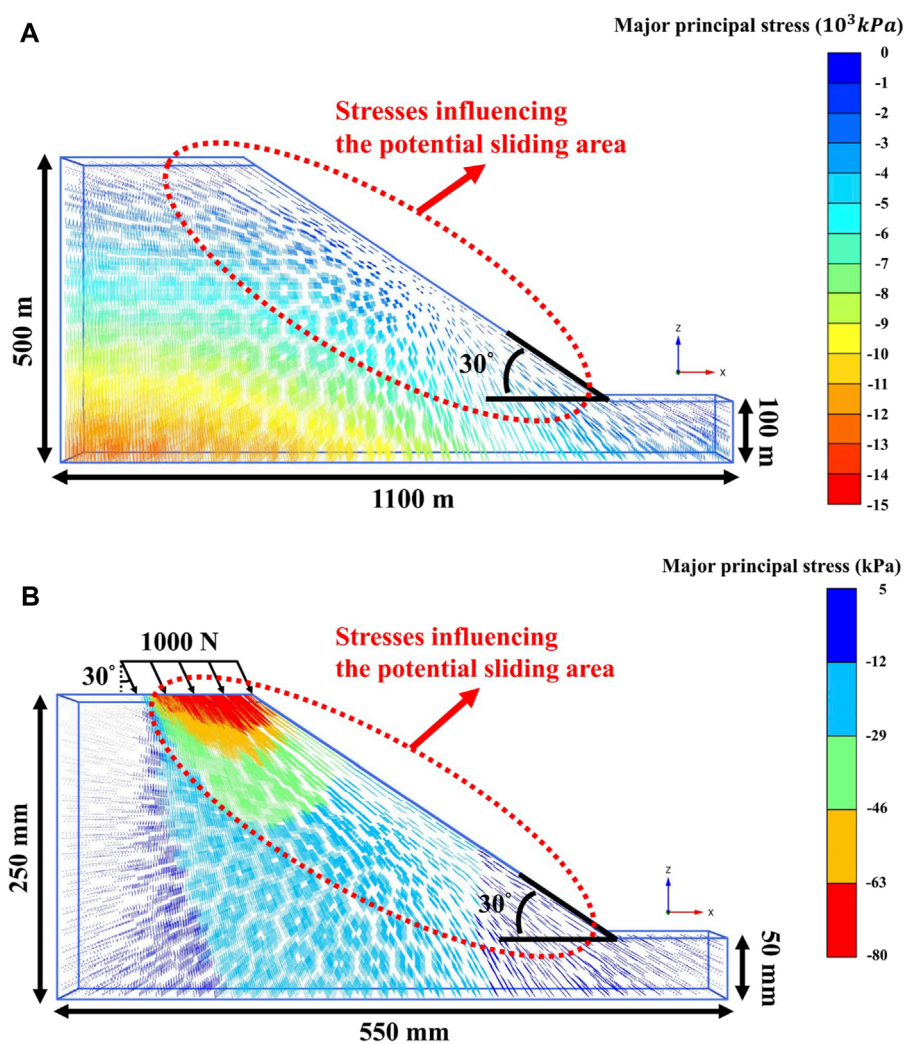 A
Major principal stress (10³kPa)
0
-1
-2
-3
-4
-5
-6
-7
-8
-9
-10
-11
-12
-13
-14
-15
Stresses influencing
the potential sliding area
500 m
30°
z
x
100 m
1100 m
B
Major principal stress (kPa)
5
-12
-29
-46
-63
-80
1000 N
30°
Stresses influencing
the potential sliding area
250 mm
30°
z
x
50 mm
550 mm